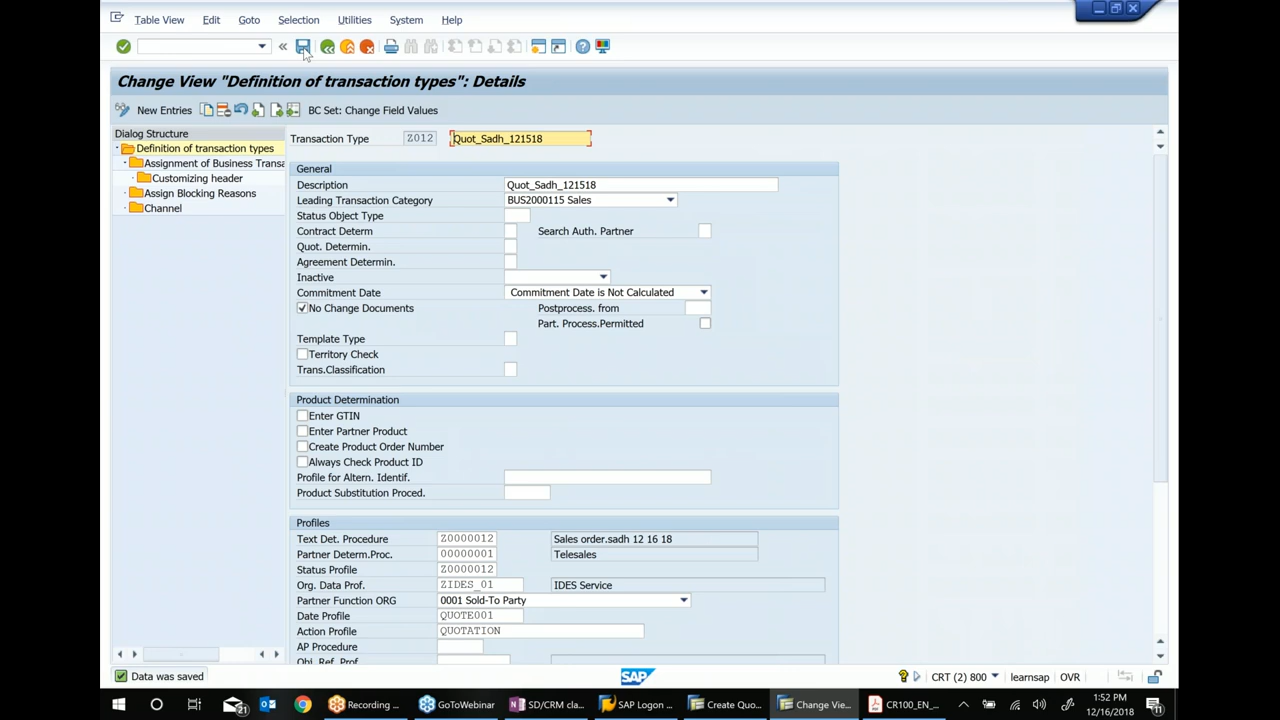 Table View Edit Goto Selection Utilities System Help
Change View "Definition of transaction types": Details
New Entries BC Set: Change Field Values
Dialog Structure
Definition of transaction types
Assignment of Business Transa
Customizing header
Assign Blocking Reasons
Channel
Transaction Type Z012 Quot_Sadh_121518
General
Description Quot_Sadh_121518
Leading Transaction Category BUS2000115 Sales
Status Object Type
Contract Determ Search Auth. Partner
Quot. Determin.
Agreement Determin.
Inactive
Commitment Date Commitment Date is Not Calculated
No Change Documents Postprocess. from
Part. Process.Permitted
Template Type
Territory Check
Trans.Classification
Product Determination
Enter GTIN
Enter Partner Product
Create Product Order Number
Always Check Product ID
Profile for Altern. Identif.
Product Substitution Proced.
Profiles
Text Det. Procedure Z0000012 Sales order.sadh 12 16 18
Partner Determ.Proc. 00000001 Telesales
Status Profile Z0000012
Org. Data Prof. ZIDES_01 IDES Service
Partner Function ORG 0001 Sold-To Party
Date Profile QUOTE001
Action Profile QUOTATION
AP Procedure
Obj. Ref. Prof.
Data was saved SAP CRT (2) 800 learnsap OVR
21 Recording ... GoToWebinar SD/CRM cla... SAP Logon ... Create Quo... Change Vie... CR100_EN_... 1:52 PM
12/16/2018 11